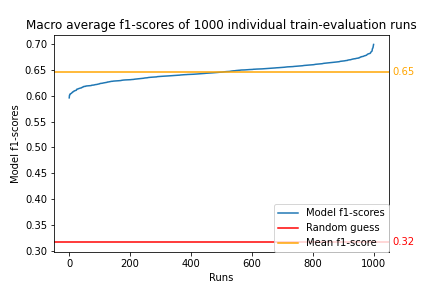 Macro average f1-scores of 1000 individual train-evaluation runs
0.70
0.65
0.60
0.55
0.50
0.45
0.40
0.35
0.30
Model f1-scores
0.65
0.32
Model f1-scores
Random guess
Mean f1-score
0 200 400 600 800 1000
Runs